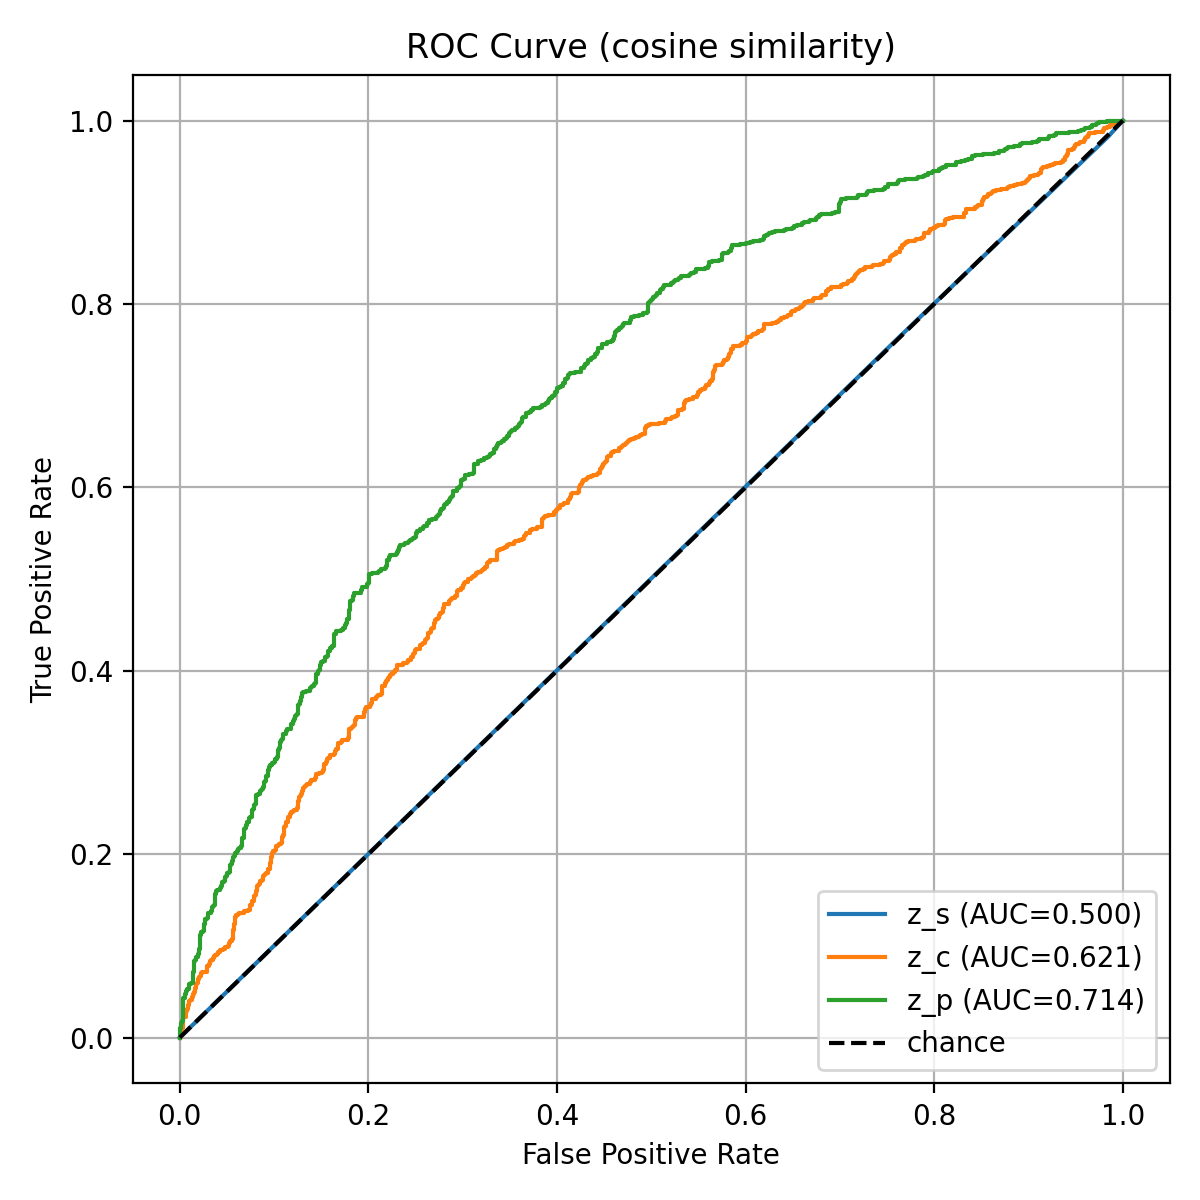 ROC Curve (cosine similarity)
True Positive Rate
1.0
0.8
0.6
0.4
0.2
0.0
z_s (AUC=0.500)
z_c (AUC=0.621)
z_p (AUC=0.714)
chance
0.0 0.2 0.4 0.6 0.8 1.0
False Positive Rate